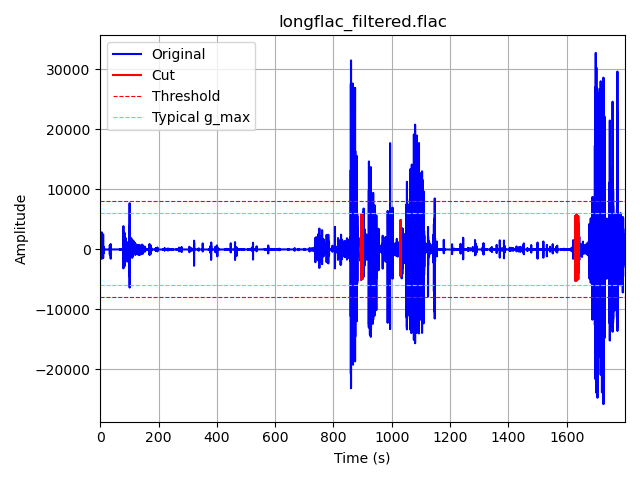 longflac_filtered.flac
Original
Cut
Threshold
Typical g_max
30000
20000
10000
0
−10000
−20000
Amplitude
0 200 400 600 800 1000 1200 1400 1600
Time (s)